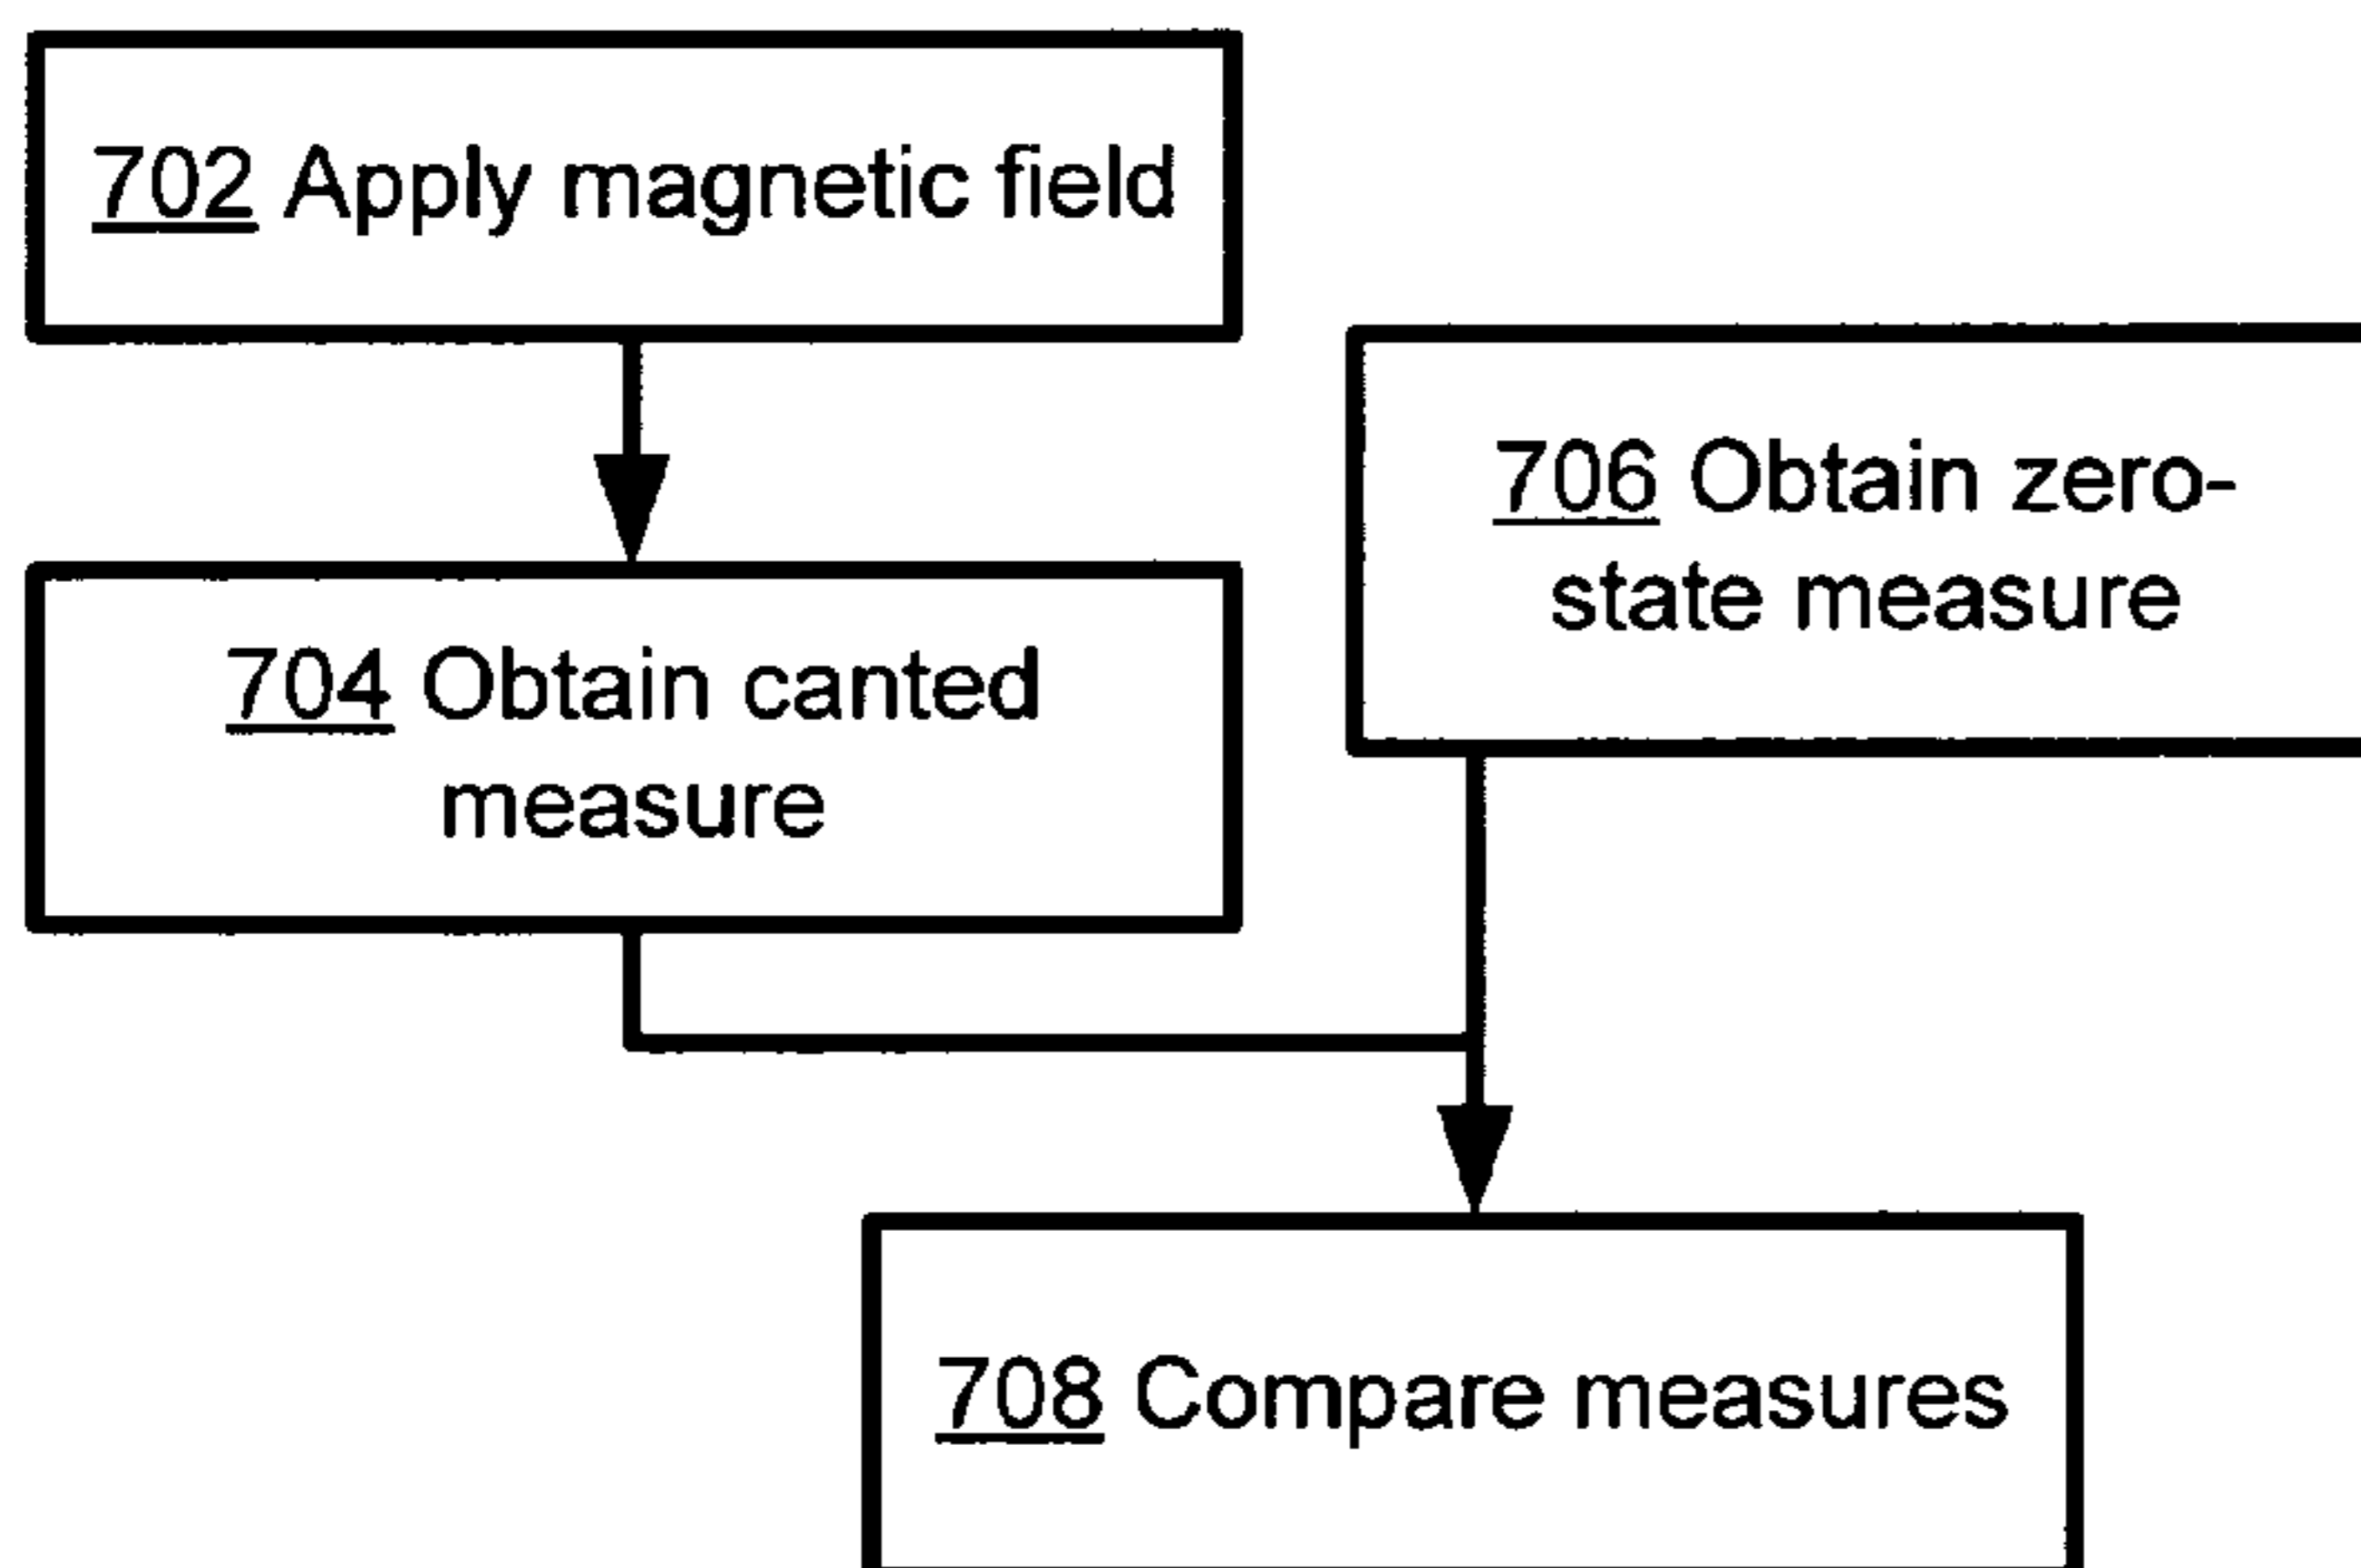 702 Apply magnetic field
704 Obtain canted
measure
706 Obtain zero-
state measure
708 Compare measures